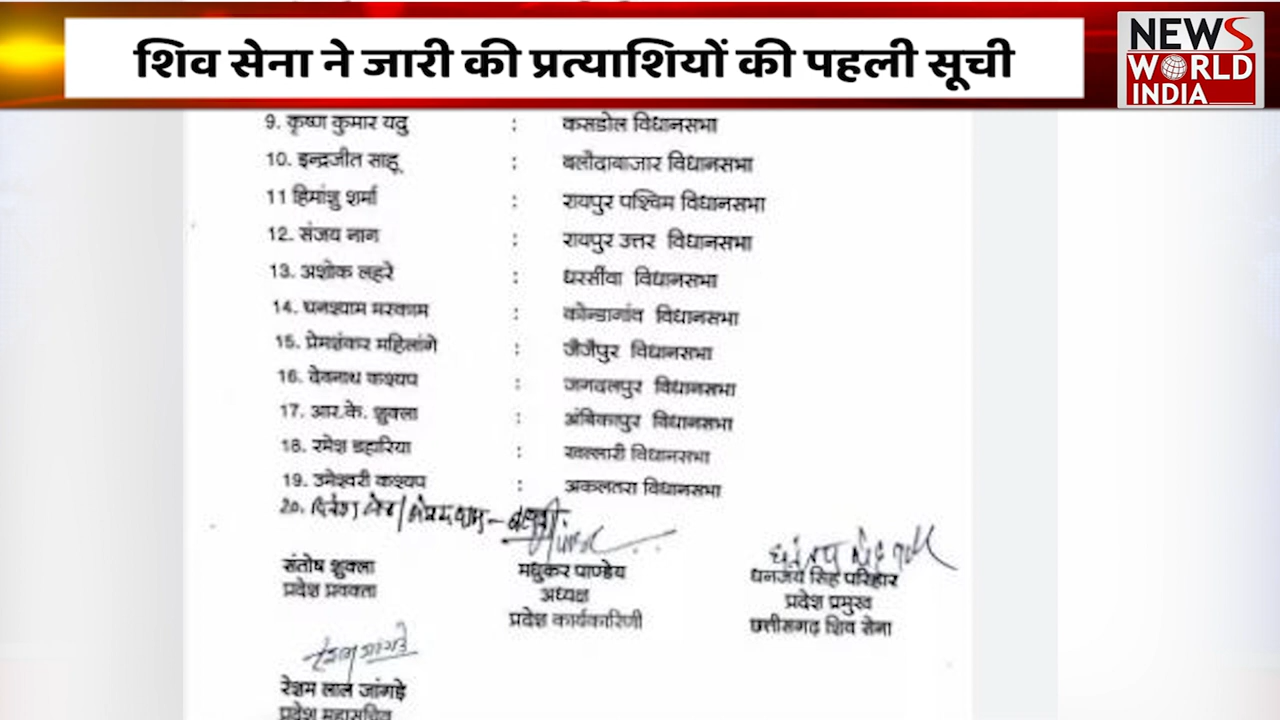 शिव सेना ने जारी की प्रत्याशियों की पहली सूची
NEWS
WORLD
INDIA
9. कृष्ण कुमार यदु : कसडोल विधानसभा
10. इन्द्रजीत साहू : बलौदाबाजार विधानसभा
11 हिमांशु शर्मा : रायपुर पश्चिम विधानसभा
12. संजय नाग : रायपुर उत्तर विधानसभा
13. अशोक लहरे : धरसींवा विधानसभा
14. घनश्याम मरकाम : कोन्डागांव विधानसभा
15. प्रेमशंकर महिलांगे : जैजैपुर विधानसभा
16. देवनाथ कश्यप : जगदलपुर विधानसभा
17. आर.के. शुक्ला : अंबिकापुर विधानसभा
18. रमेश डहारिया : खल्लारी विधानसभा
19. उमेश्वरी कश्यप : अकलतरा विधानसभा
20.
संतोष शुक्ला मधुकर पाण्डेय धनंजय सिंह परिहार
प्रदेश प्रवक्ता अध्यक्ष प्रदेश प्रमुख
प्रदेश कार्यकारिणी छत्तीसगढ़ शिव सेना
रेशम लाल जांगड़े
प्रदेश महासचिव